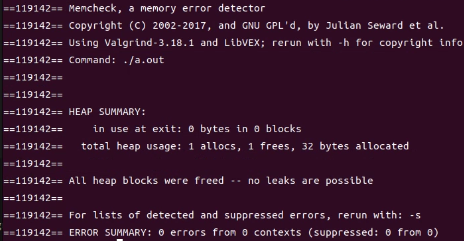 ==119142== Memcheck, a memory error detector
==119142== Copyright (C) 2002-2017, and GNU GPL'd, by Julian Seward et al.
==119142== Using Valgrind-3.18.1 and LibVEX; rerun with -h for copyright info
==119142== Command: ./a.out
==119142==
==119142==
==119142== HEAP SUMMARY:
==119142==     in use at exit: 0 bytes in 0 blocks
==119142==   total heap usage: 1 allocs, 1 frees, 32 bytes allocated
==119142==
==119142== All heap blocks were freed -- no leaks are possible
==119142==
==119142== For lists of detected and suppressed errors, rerun with: -s
==119142== ERROR SUMMARY: 0 errors from 0 contexts (suppressed: 0 from 0)